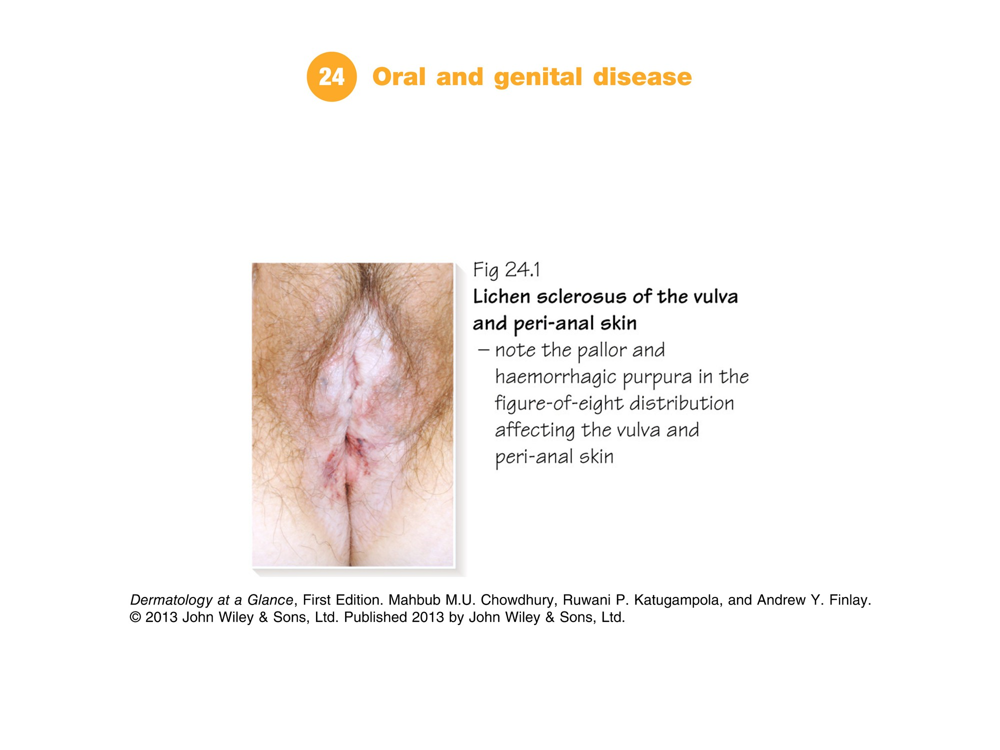 24 Oral and genital disease
Fig 24.1
Lichen sclerosus of the vulva
and peri-anal skin
– note the pallor and
haemorrhagic purpura in the
figure-of-eight distribution
affecting the vulva and
peri-anal skin
Dermatology at a Glance, First Edition. Mahbub M.U. Chowdhury, Ruwani P. Katugampola, and Andrew Y. Finlay.
© 2013 John Wiley & Sons, Ltd. Published 2013 by John Wiley & Sons, Ltd.